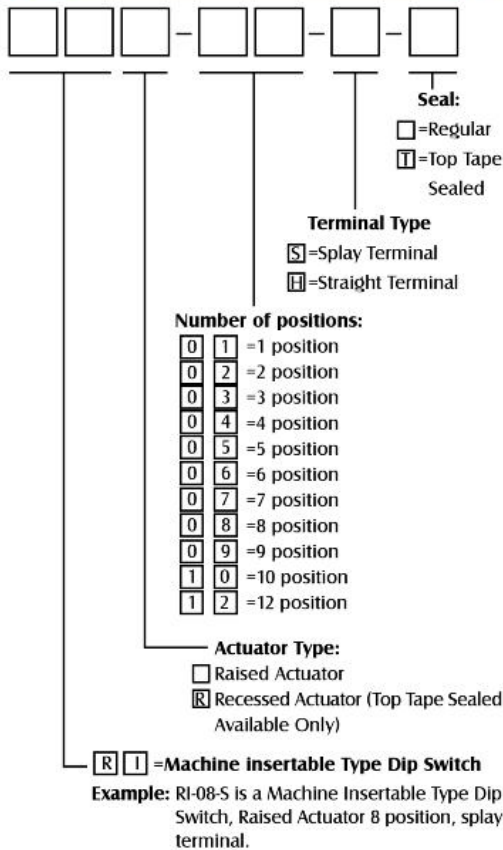 Seal:
=Regular
T =Top Tape
Sealed
Terminal Type
S =Splay Terminal
H =Straight Terminal
Number of positions:
0 1 =1 position
0 2 =2 position
0 3 =3 position
0 4 =4 position
0 5 =5 position
0 6 =6 position
0 7 =7 position
0 8 =8 position
0 9 =9 position
1 0 =10 position
1 2 =12 position
Actuator Type:
Raised Actuator
R Recessed Actuator (Top Tape Sealed
Available Only)
R I =Machine insertable Type Dip Switch
Example: RI-08-S is a Machine Insertable Type Dip
Switch, Raised Actuator 8 position, splay
terminal.